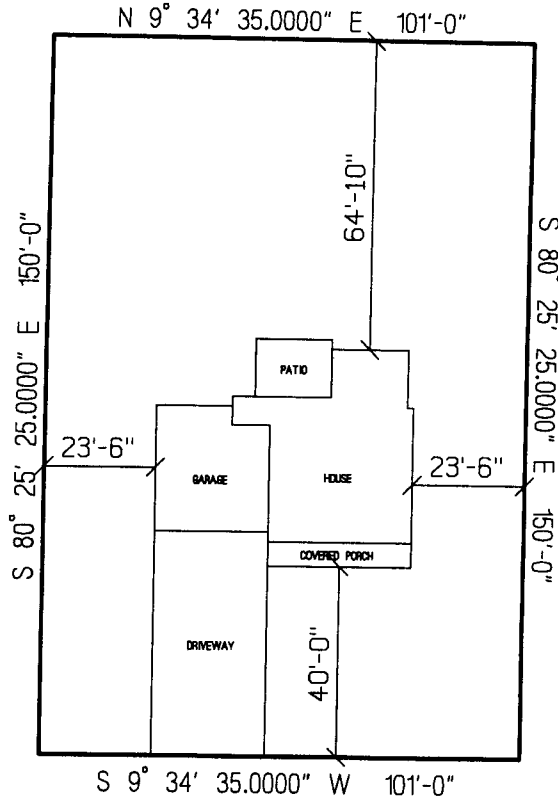 N 9° 34' 35.0000" E 101'-0"
64'-10"
S 80° 25' 25.0000" E 150'-0"
S 80° 25' 25.0000" E 150'-0"
PATIO
23'-6"
23'-6"
GARAGE
HOUSE
COVERED PORCH
DRIVEWAY
40'-0"
S 9° 34' 35.0000" W 101'-0"